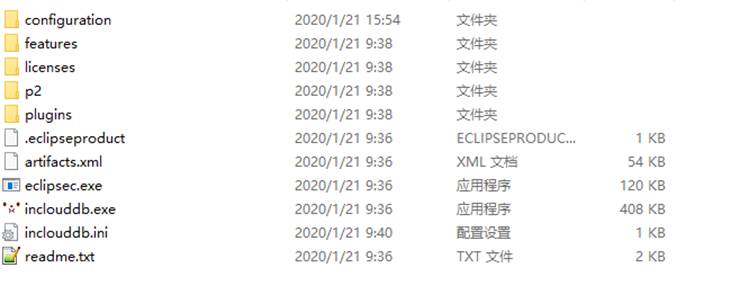 configuration 2020/1/21 15:54 文件夹
features 2020/1/21 9:38 文件夹
licenses 2020/1/21 9:38 文件夹
p2 2020/1/21 9:38 文件夹
plugins 2020/1/21 9:38 文件夹
.eclipseproduct 2020/1/21 9:36 ECLIPSEPRODUC... 1 KB
artifacts.xml 2020/1/21 9:36 XML 文档 54 KB
eclipsec.exe 2020/1/21 9:36 应用程序 120 KB
inclouddb.exe 2020/1/21 9:36 应用程序 408 KB
inclouddb.ini 2020/1/21 9:40 配置设置 1 KB
readme.txt 2020/1/21 9:36 TXT 文件 2 KB